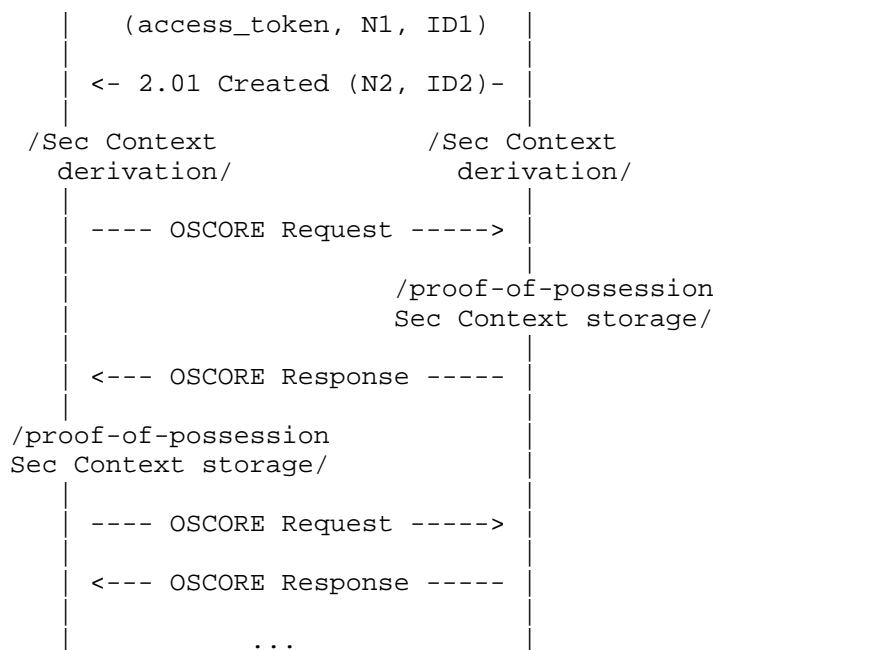 (access_token, N1, ID1)
<- 2.01 Created (N2, ID2)-
/Sec Context /Sec Context
derivation/ derivation/
---- OSCORE Request ----->
/proof-of-possession
Sec Context storage/
<--- OSCORE Response -----
/proof-of-possession
Sec Context storage/
---- OSCORE Request ----->
<--- OSCORE Response -----
...